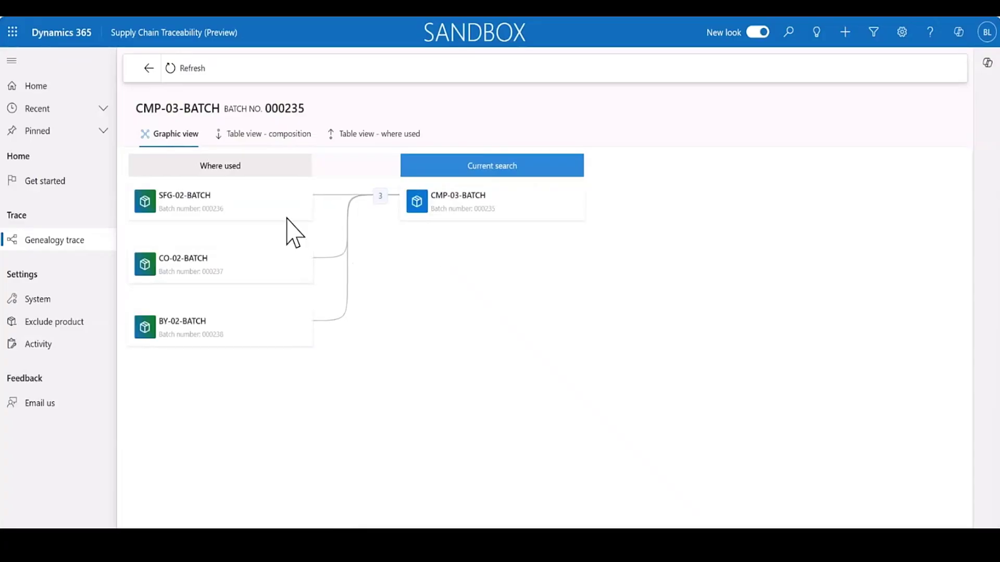 Dynamics 365
Supply Chain Traceability (Preview)
SANDBOX
New look
BL
Refresh
Home
Recent
Pinned
Home
Get started
Trace
Genealogy trace
Settings
System
Exclude product
Activity
Feedback
Email us
CMP-03-BATCH BATCH NO. 000235
Graphic view
Table view - composition
Table view - where used
Where used
Current search
SFG-02-BATCH
Batch number: 000236
3
CMP-03-BATCH
Batch number: 000235
CO-02-BATCH
Batch number: 000237
BY-02-BATCH
Batch number: 000238